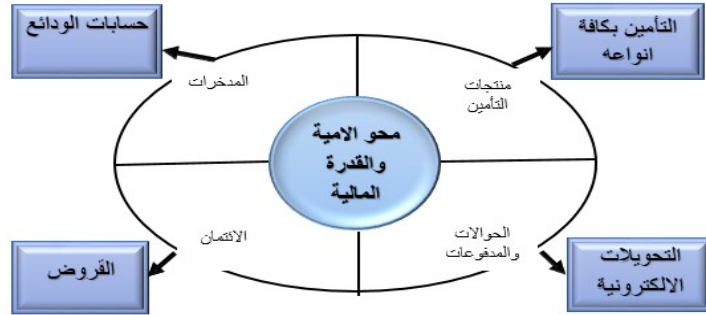 التأمين بكافة
انواعه
حسابات الودائع
منتجات
التأمين
المدخرات
محو الامية
والقدرة
المالية
الحوالات
والمدفوعات
الائتمان
التحويلات
الالكترونية
القروض